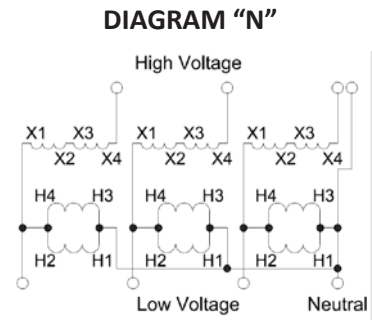 DIAGRAM “N”
High Voltage
X1 X3 X1 X3 X1 X3
X2 X4 X2 X4 X2 X4
H4 H3 H4 H3 H4 H3
H2 H1 H2 H1 H2 H1
Low Voltage Neutral